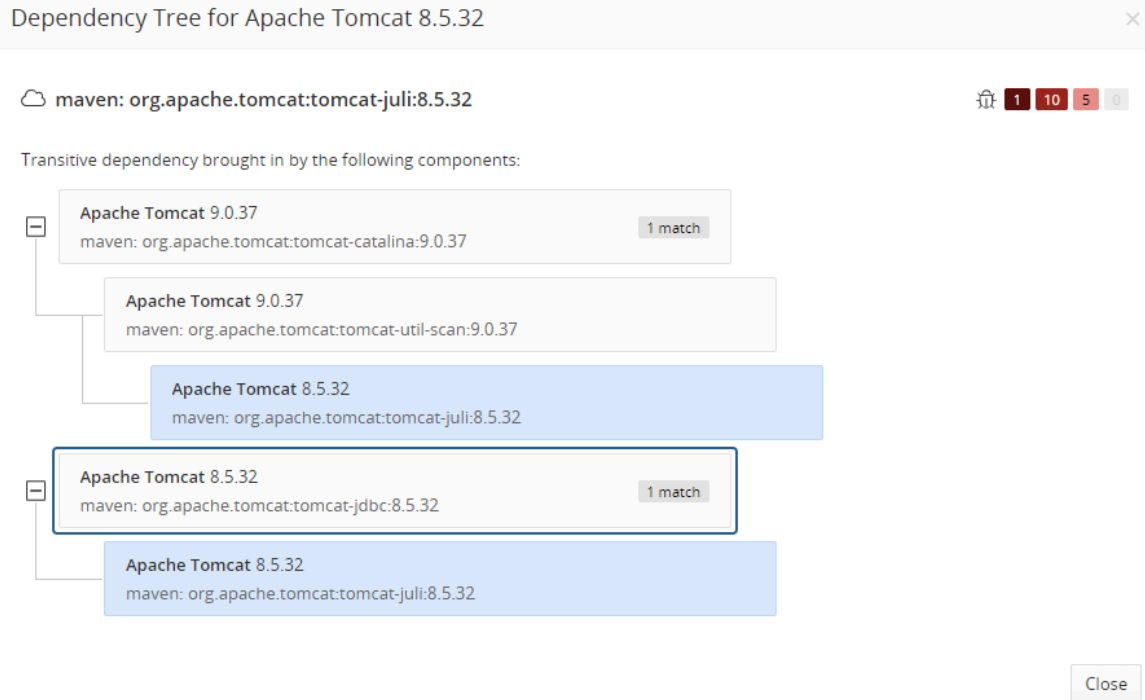 Dependency Tree for Apache Tomcat 8.5.32
×
maven: org.apache.tomcat:tomcat-juli:8.5.32
1 10 5 0
Transitive dependency brought in by the following components:
Apache Tomcat 9.0.37
maven: org.apache.tomcat:tomcat-catalina:9.0.37
1 match
Apache Tomcat 9.0.37
maven: org.apache.tomcat:tomcat-util-scan:9.0.37
Apache Tomcat 8.5.32
maven: org.apache.tomcat:tomcat-juli:8.5.32
Apache Tomcat 8.5.32
maven: org.apache.tomcat:tomcat-jdbc:8.5.32
1 match
Apache Tomcat 8.5.32
maven: org.apache.tomcat:tomcat-juli:8.5.32
Close